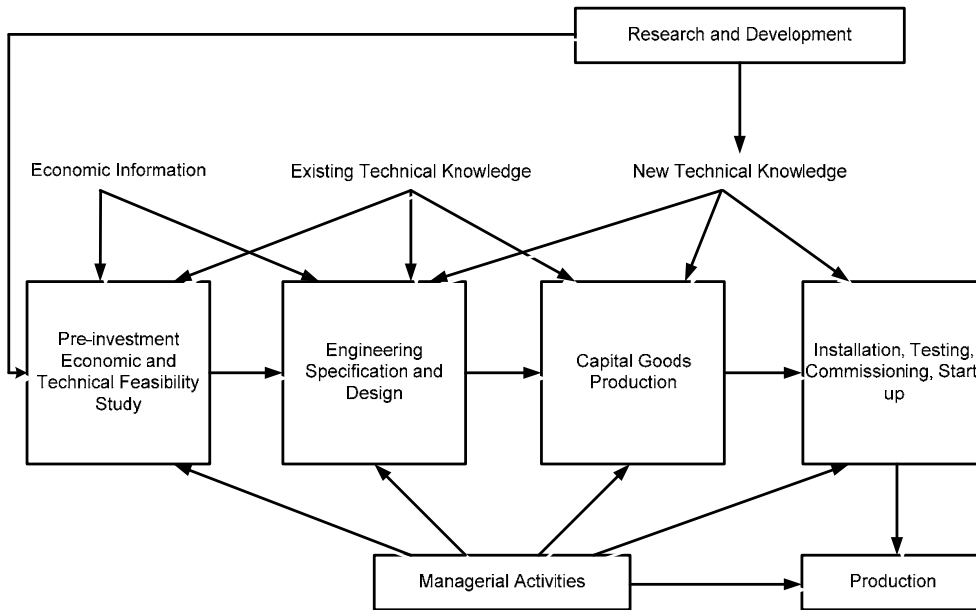 Research and Development
Economic Information
Existing Technical Knowledge
New Technical Knowledge
Pre-investment
Economic and
Technical Feasibility
Study
Engineering
Specification and
Design
Capital Goods
Production
Installation, Testing,
Commissioning, Start
up
Managerial Activities
Production